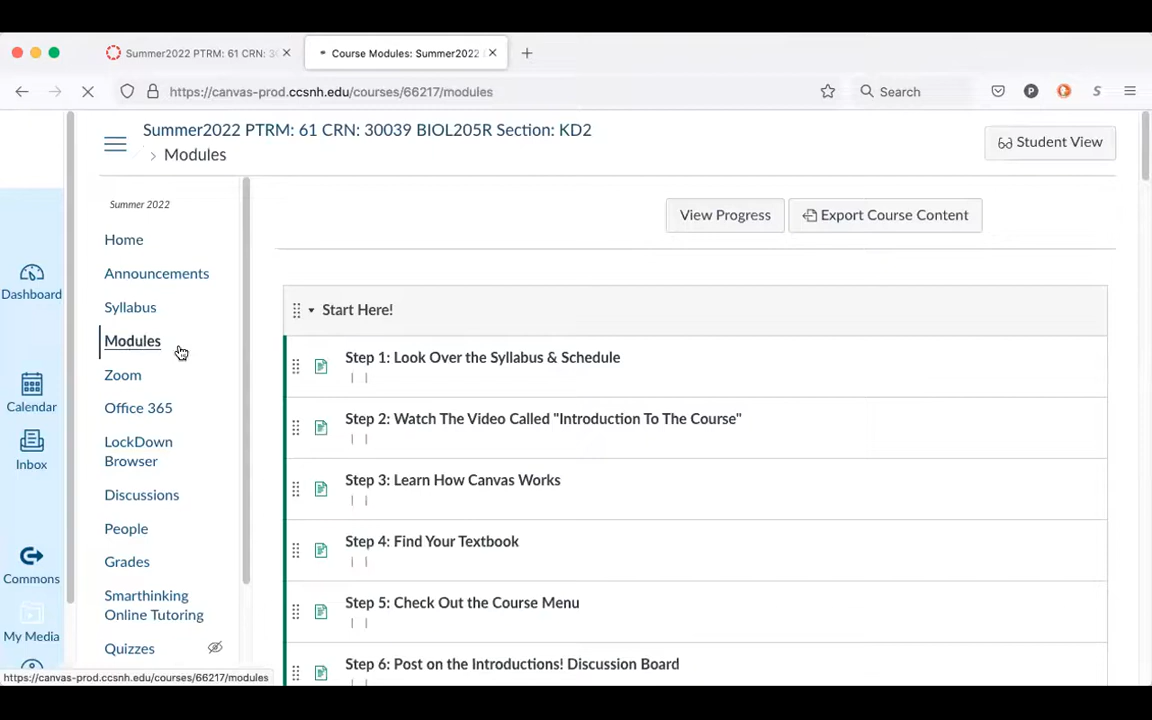 Summer2022 PTRM: 61 CRN: 3
Course Modules: Summer2022
https://canvas-prod.ccsnh.edu/courses/66217/modules
Search
Summer2022 PTRM: 61 CRN: 30039 BIOL205R Section: KD2
› Modules
Student View
Summer 2022
View Progress
Export Course Content
Home
Announcements
Syllabus
Modules
Zoom
Office 365
LockDown
Browser
Discussions
People
Grades
Smarthinking
Online Tutoring
Quizzes
Dashboard
Calendar
Inbox
Commons
My Media
Start Here!
Step 1: Look Over the Syllabus & Schedule
Step 2: Watch The Video Called "Introduction To The Course"
Step 3: Learn How Canvas Works
Step 4: Find Your Textbook
Step 5: Check Out the Course Menu
Step 6: Post on the Introductions! Discussion Board
https://canvas-prod.ccsnh.edu/courses/66217/modules